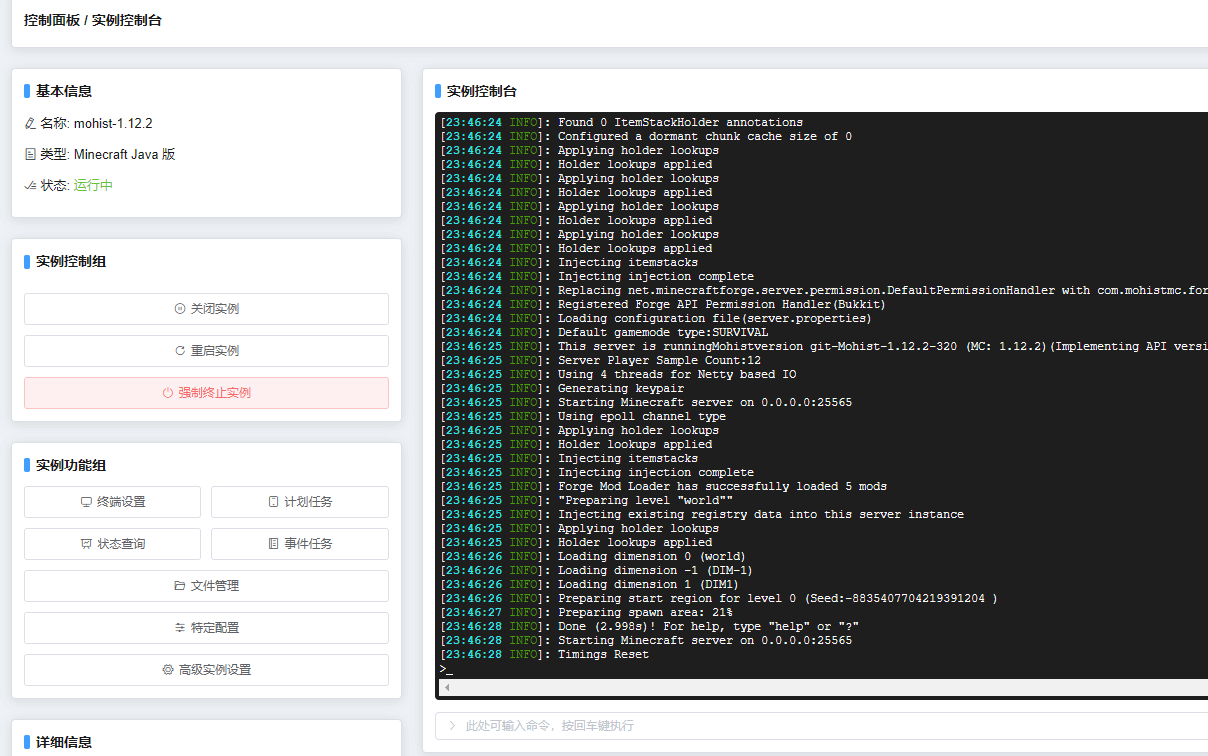 控制面板 / 实例控制台
基本信息
名称: mohist-1.12.2
类型: Minecraft Java 版
状态: 运行中
实例控制组
关闭实例
重启实例
强制终止实例
实例功能组
终端设置
计划任务
状态查询
事件任务
文件管理
特定配置
高级实例设置
详细信息
实例控制台
[23:46:24 INFO]: Found 0 ItemStackHolder annotations
[23:46:24 INFO]: Configured a dormant chunk cache size of 0
[23:46:24 INFO]: Applying holder lookups
[23:46:24 INFO]: Holder lookups applied
[23:46:24 INFO]: Applying holder lookups
[23:46:24 INFO]: Holder lookups applied
[23:46:24 INFO]: Applying holder lookups
[23:46:24 INFO]: Holder lookups applied
[23:46:24 INFO]: Applying holder lookups
[23:46:24 INFO]: Holder lookups applied
[23:46:24 INFO]: Injecting itemstacks
[23:46:24 INFO]: Injecting injection complete
[23:46:24 INFO]: Replacing net.minecraftforge.server.permission.DefaultPermissionHandler with com.mohistmc.for
[23:46:24 INFO]: Registered Forge API Permission Handler(Bukkit)
[23:46:24 INFO]: Loading configuration file(server.properties)
[23:46:24 INFO]: Default gamemode type:SURVIVAL
[23:46:25 INFO]: This server is runningMohistversion git-Mohist-1.12.2-320 (MC: 1.12.2)(Implementing API versi
[23:46:25 INFO]: Server Player Sample Count:12
[23:46:25 INFO]: Using 4 threads for Netty based IO
[23:46:25 INFO]: Generating keypair
[23:46:25 INFO]: Starting Minecraft server on 0.0.0.0:25565
[23:46:25 INFO]: Using epoll channel type
[23:46:25 INFO]: Applying holder lookups
[23:46:25 INFO]: Holder lookups applied
[23:46:25 INFO]: Injecting itemstacks
[23:46:25 INFO]: Injecting injection complete
[23:46:25 INFO]: Forge Mod Loader has successfully loaded 5 mods
[23:46:25 INFO]: "Preparing level "world""
[23:46:25 INFO]: Injecting existing registry data into this server instance
[23:46:25 INFO]: Applying holder lookups
[23:46:25 INFO]: Holder lookups applied
[23:46:26 INFO]: Loading dimension 0 (world)
[23:46:26 INFO]: Loading dimension -1 (DIM-1)
[23:46:26 INFO]: Loading dimension 1 (DIM1)
[23:46:26 INFO]: Preparing start region for level 0 (Seed:-8835407704219391204 )
[23:46:27 INFO]: Preparing spawn area: 21%
[23:46:28 INFO]: Done (2.998s)! For help, type "help" or "?"
[23:46:28 INFO]: Starting Minecraft server on 0.0.0.0:25565
[23:46:28 INFO]: Timings Reset
>_
此处可输入命令，按回车键执行